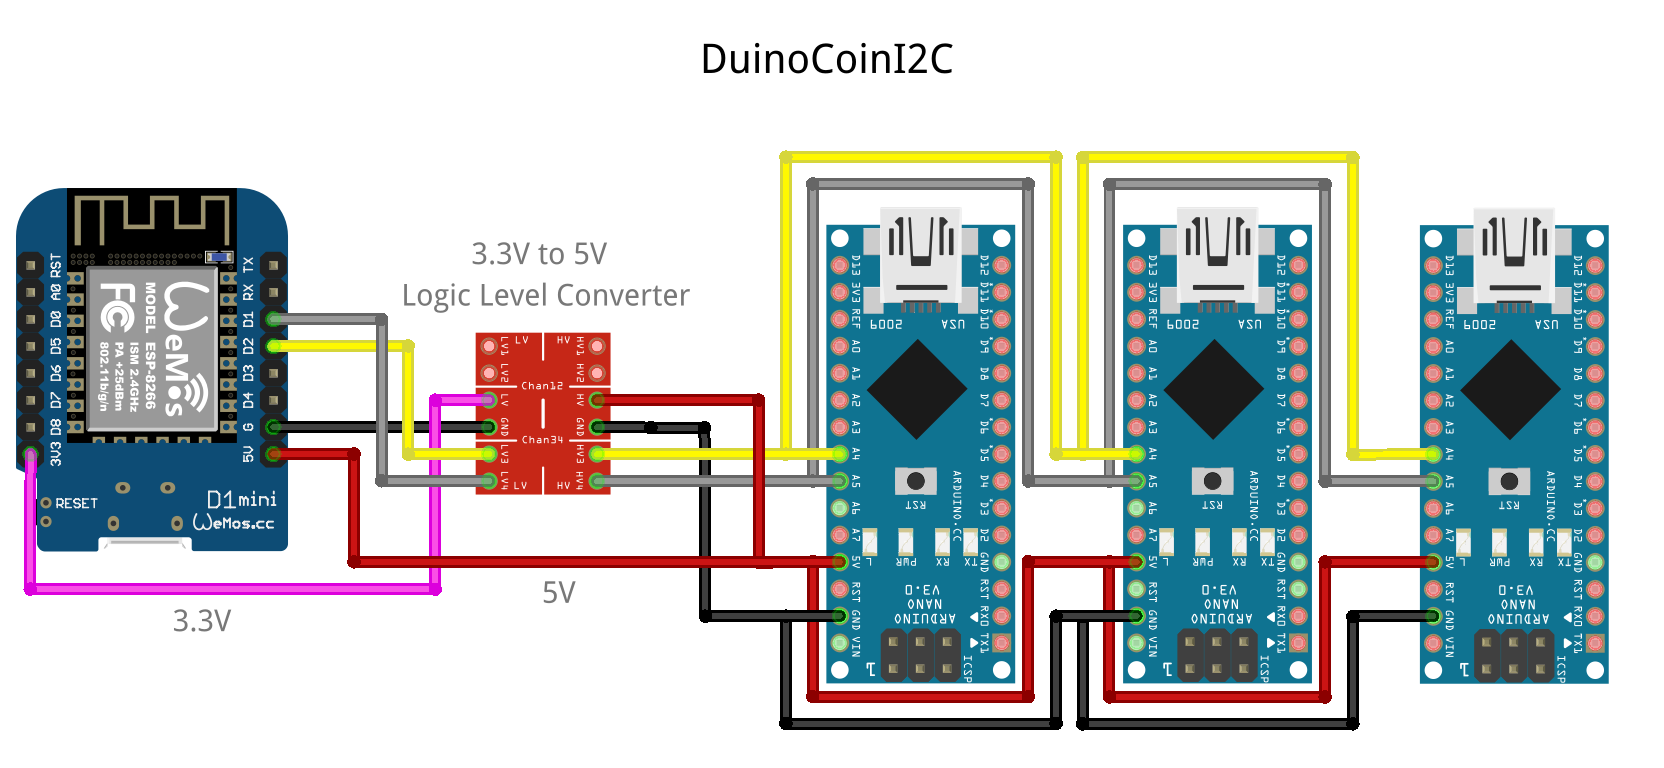 DuinoCoinI2C
3.3V to 5V
Logic Level Converter
3.3V
5V
RST
A0
D0
D5
D6
D7
D8
3V3
TX
RX
D1
D2
D3
D4
G
5V
WeMos
MODEL ESP-8266
ISM 2.4GHz
PA +25dBm
802.11b/g/n
FC
RESET
D1mini
WeMos.cc
LV
HV
LV1
HV1
LV2
HV2
Chan12
LV
HV
GND
GND
Chan34
LV3
HV3
LV4
HV4
LV
HV
D13
3V3
REF
A0
A1
A2
A3
A4
A5
A6
A7
5V
RST
GND
VIN
D12
D11
D10
D9
D8
D7
D6
D5
D4
D3
D2
GND
RST
RX0
TX1
USA
2009
RST
ARDUINO.CC
L
PWR
RX
TX
ARDUINO
NANO
V3.0
1
ICSP
D13
3V3
REF
A0
A1
A2
A3
A4
A5
A6
A7
5V
RST
GND
VIN
D12
D11
D10
D9
D8
D7
D6
D5
D4
D3
D2
GND
RST
RX0
TX1
USA
2009
RST
ARDUINO.CC
L
PWR
RX
TX
ARDUINO
NANO
V3.0
1
ICSP
D13
3V3
REF
A0
A1
A2
A3
A4
A5
A6
A7
5V
RST
GND
VIN
D12
D11
D10
D9
D8
D7
D6
D5
D4
D3
D2
GND
RST
RX0
TX1
USA
2009
RST
ARDUINO.CC
L
PWR
RX
TX
ARDUINO
NANO
V3.0
1
ICSP